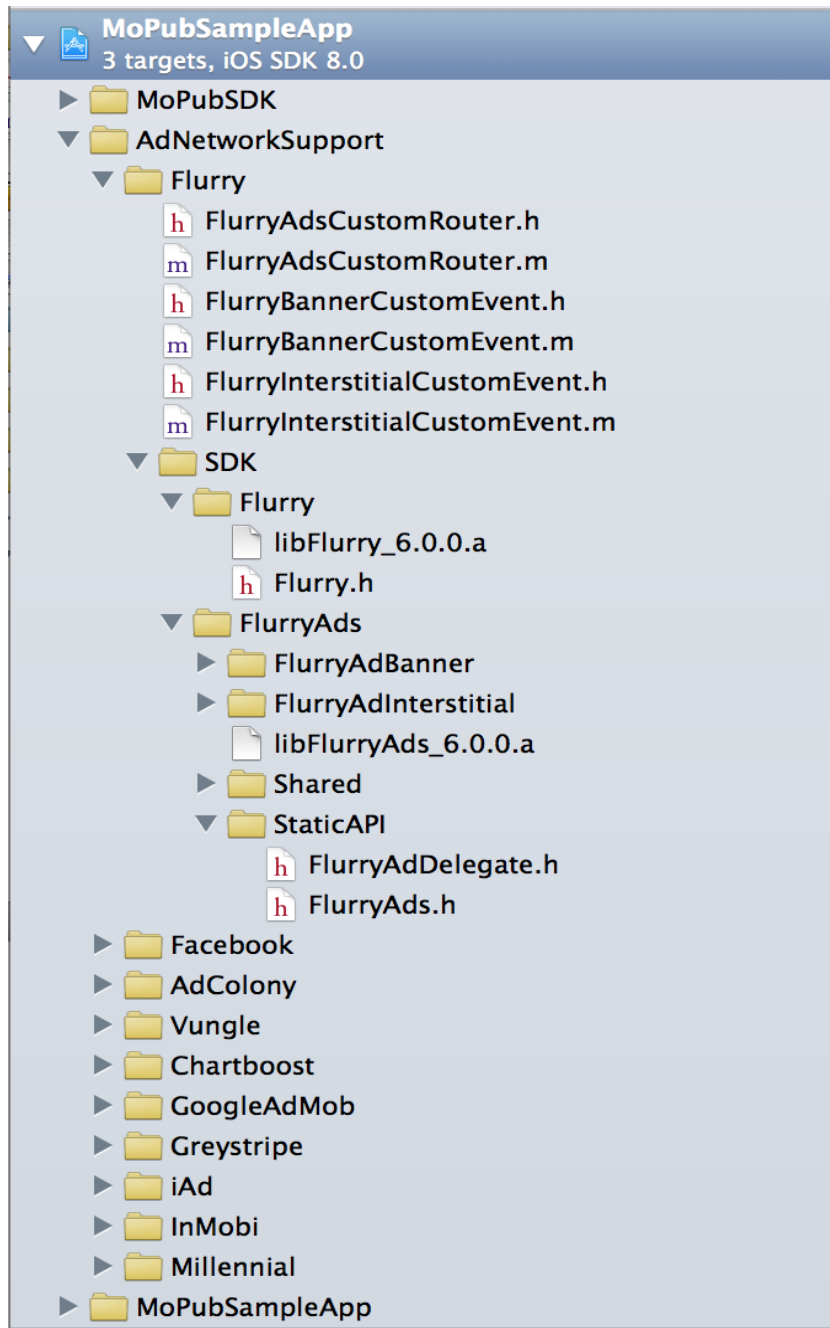 MoPubSampleApp
3 targets, iOS SDK 8.0
MoPubSDK
AdNetworkSupport
Flurry
h FlurryAdsCustomRouter.h
m FlurryAdsCustomRouter.m
h FlurryBannerCustomEvent.h
m FlurryBannerCustomEvent.m
h FlurryInterstitialCustomEvent.h
m FlurryInterstitialCustomEvent.m
SDK
Flurry
libFlurry_6.0.0.a
h Flurry.h
FlurryAds
FlurryAdBanner
FlurryAdInterstitial
libFlurryAds_6.0.0.a
Shared
StaticAPI
h FlurryAdDelegate.h
h FlurryAds.h
Facebook
AdColony
Vungle
Chartboost
GoogleAdMob
Greystripe
iAd
InMobi
Millennial
MoPubSampleApp